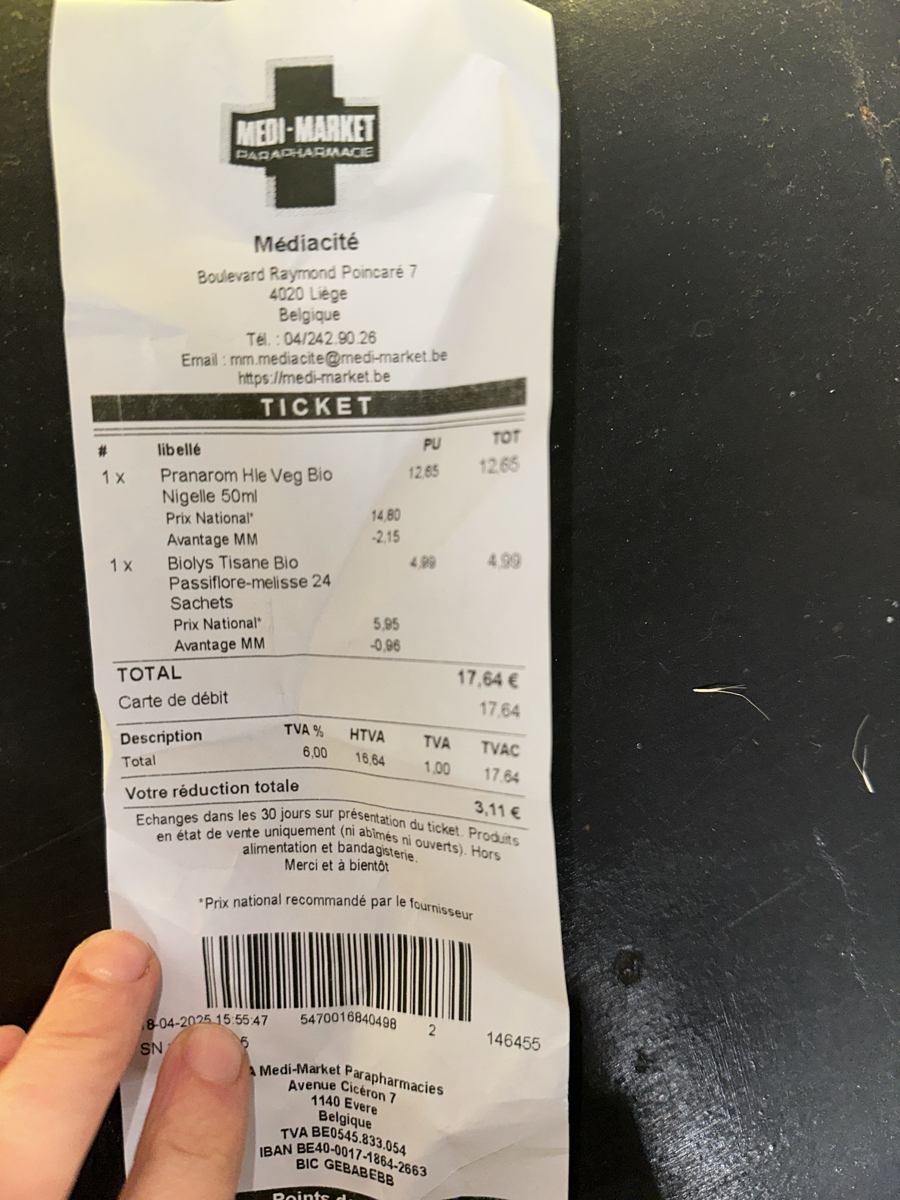 MEDI-MARKET
PARAPHARMACIE
Médiacité
Boulevard Raymond Poincaré 7
4020 Liège
Belgique
Tél. : 04/242.90.26
Email : mm.mediacite@medi-market.be
https://medi-market.be
TICKET
# libellé PU TOT
1 x Pranarom Hle Veg Bio 12,65 12,65
Nigelle 50ml
Prix National* 14,80
Avantage MM -2,15
1 x Biolys Tisane Bio 4,99 4,99
Passiflore-melisse 24
Sachets
Prix National* 5,95
Avantage MM -0,96
TOTAL 17,64 €
Carte de débit 17,64
Description TVA % HTVA TVA TVAC
Total 6,00 16,64 1,00 17,64
Votre réduction totale 3,11 €
Echanges dans les 30 jours sur présentation du ticket. Produits
en état de vente uniquement (ni abîmés ni ouverts). Hors
alimentation et bandagisterie.
Merci et à bientôt
*Prix national recommandé par le fournisseur
8-04-2025 15:55:47 5470016840498 2 146455
SN
Medi-Market Parapharmacies
Avenue Cicéron 7
1140 Evere
Belgique
TVA BE0545.833.054
IBAN BE40-0017-1864-2663
BIC GEBABEBB
Points